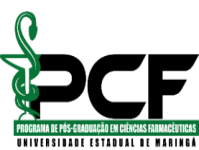 PCF
PROGRAMA DE PÓS-GRADUAÇÃO EM CIÊNCIAS FARMACÊUTICAS
UNIVERSIDADE ESTADUAL DE MARINGÁ